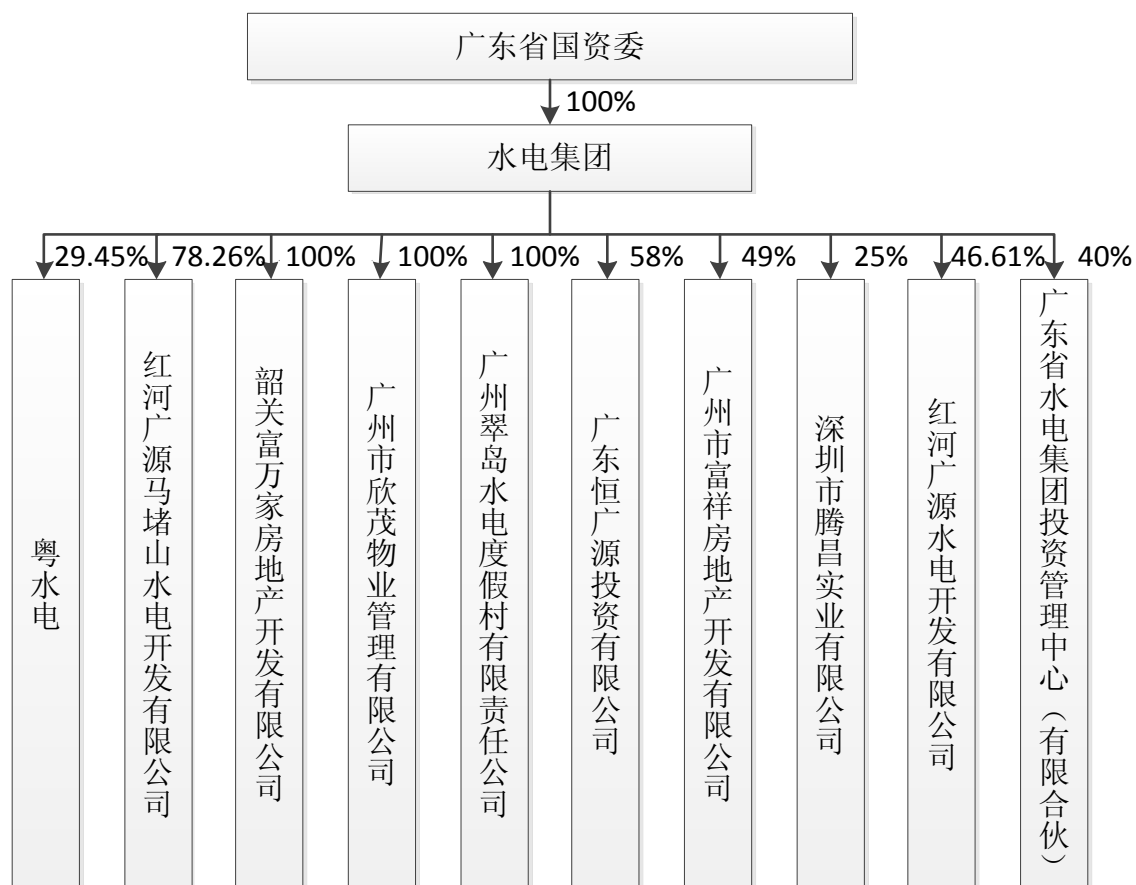 广东省国资委
100%
水电集团
29.45%
78.26%
100%
100%
100%
58%
49%
25%
46.61%
40%
粤水电
红河广源马堵山水电开发有限公司
韶关富万家房地产开发有限公司
广州市欣茂物业管理有限公司
广州翠岛水电度假村有限责任公司
广东恒广源投资有限公司
广州市富祥房地产开发有限公司
深圳市腾昌实业有限公司
红河广源水电开发有限公司
广东省水电集团投资管理中心（有限合伙）